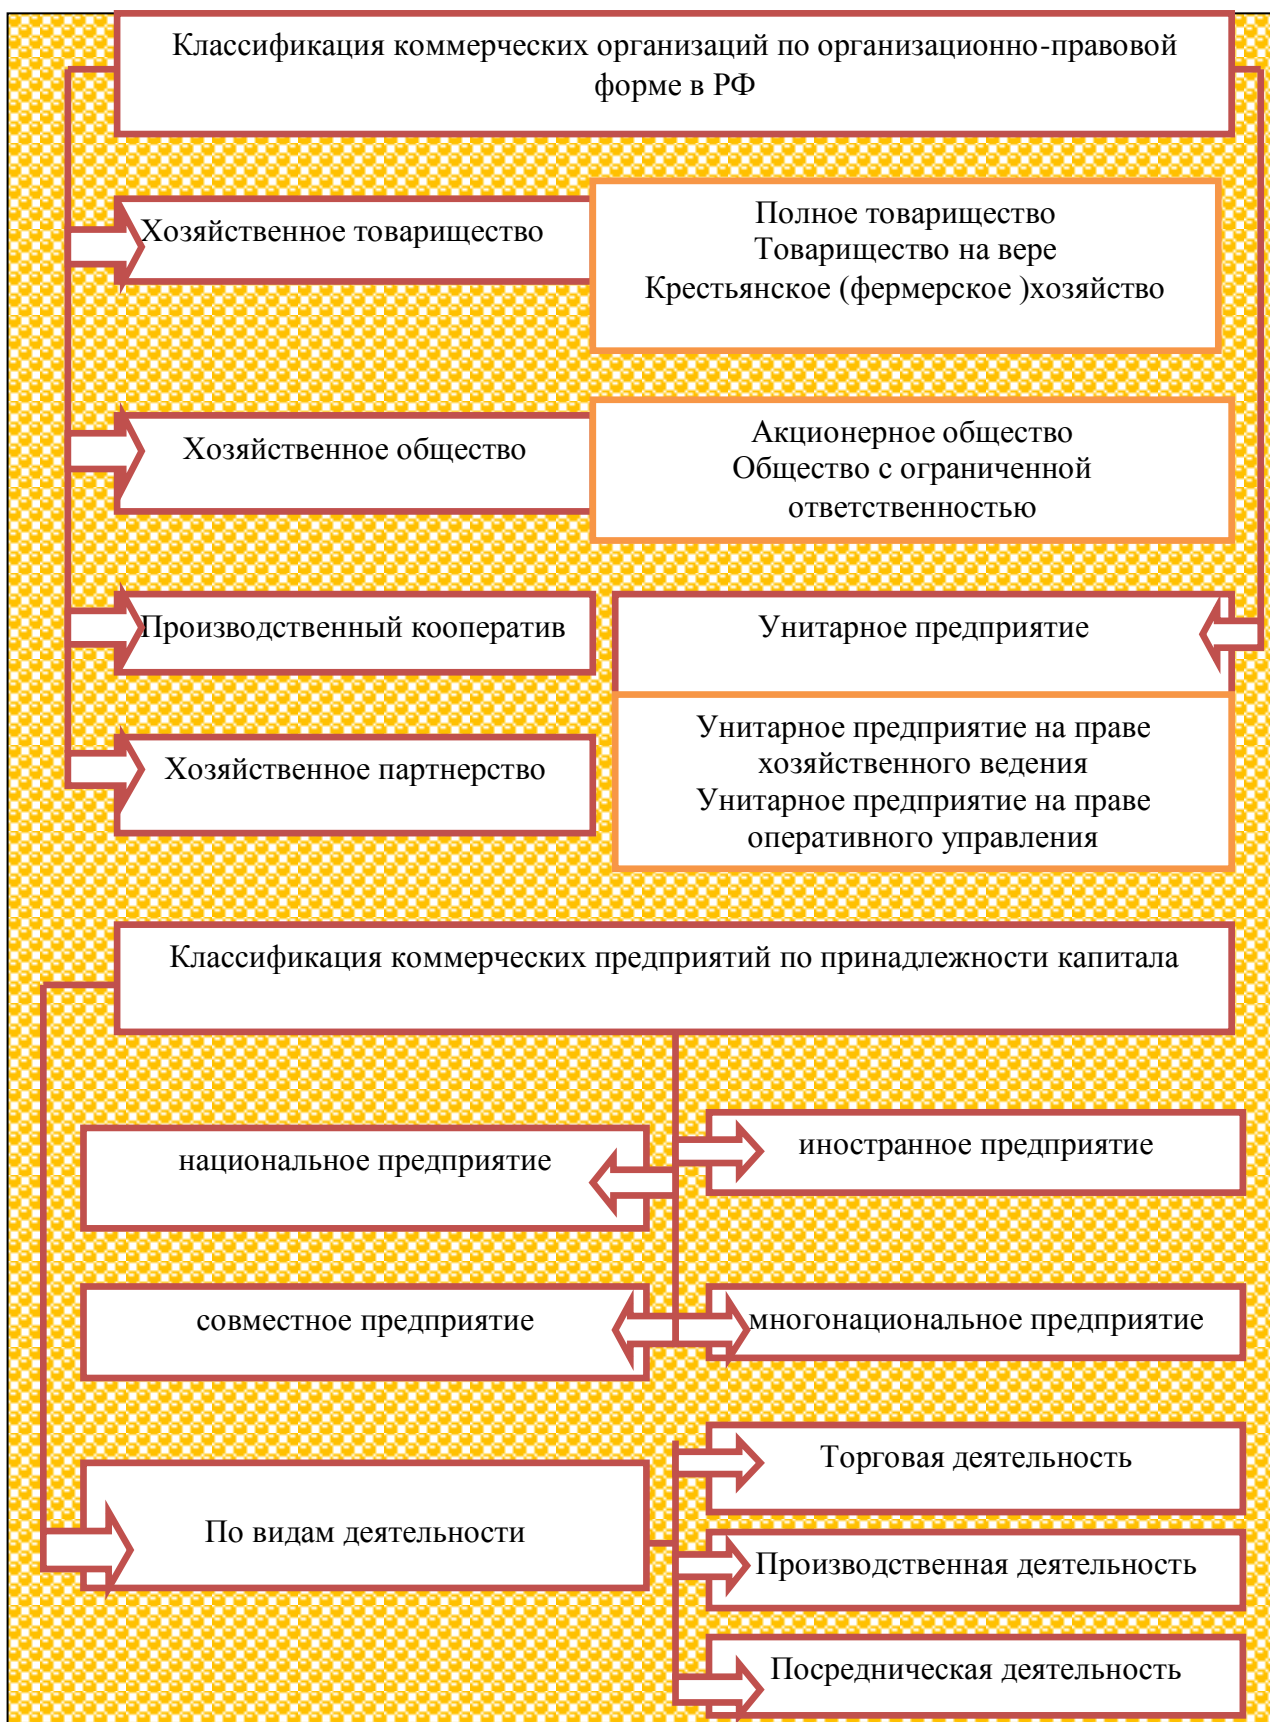 Классификация коммерческих организаций по организационно-правовой
форме в РФ
Хозяйственное товарищество
Полное товарищество
Товарищество на вере
Крестьянское (фермерское )хозяйство
Хозяйственное общество
Акционерное общество
Общество с ограниченной
ответственностью
Производственный кооператив
Унитарное предприятие
Хозяйственное партнерство
Унитарное предприятие на праве
хозяйственного ведения
Унитарное предприятие на праве
оперативного управления
Классификация коммерческих предприятий по принадлежности капитала
национальное предприятие
иностранное предприятие
совместное предприятие
многонациональное предприятие
По видам деятельности
Торговая деятельность
Производственная деятельность
Посредническая деятельность